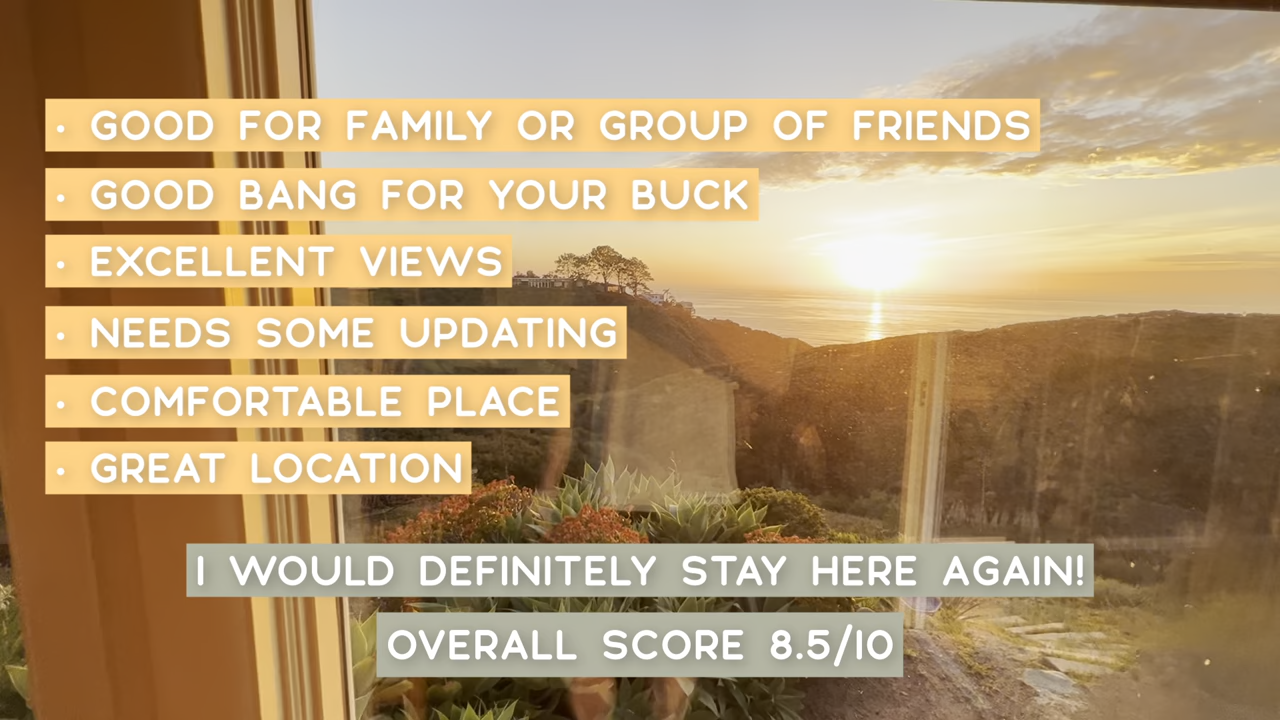 • GOOD FOR FAMILY OR GROUP OF FRIENDS
• GOOD BANG FOR YOUR BUCK
• EXCELLENT VIEWS
• NEEDS SOME UPDATING
• COMFORTABLE PLACE
• GREAT LOCATION
I WOULD DEFINITELY STAY HERE AGAIN!
OVERALL SCORE 8.5/10